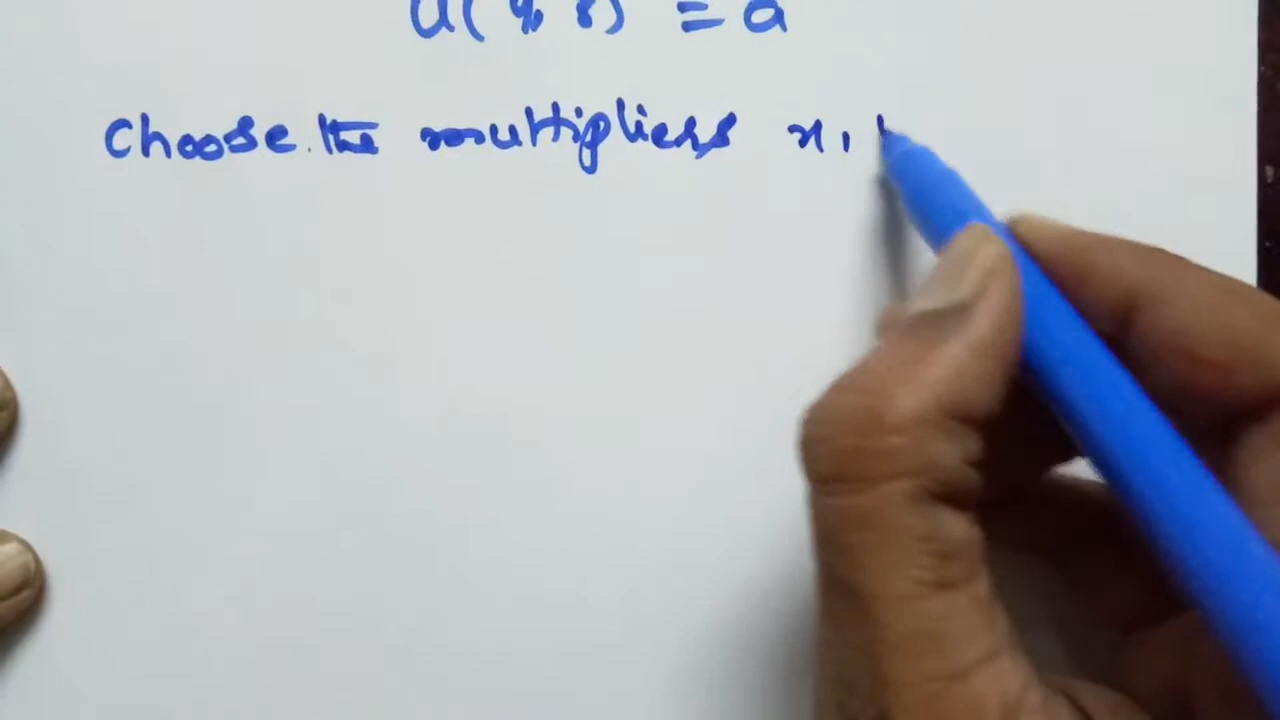 = a
Choose the multipliers x,